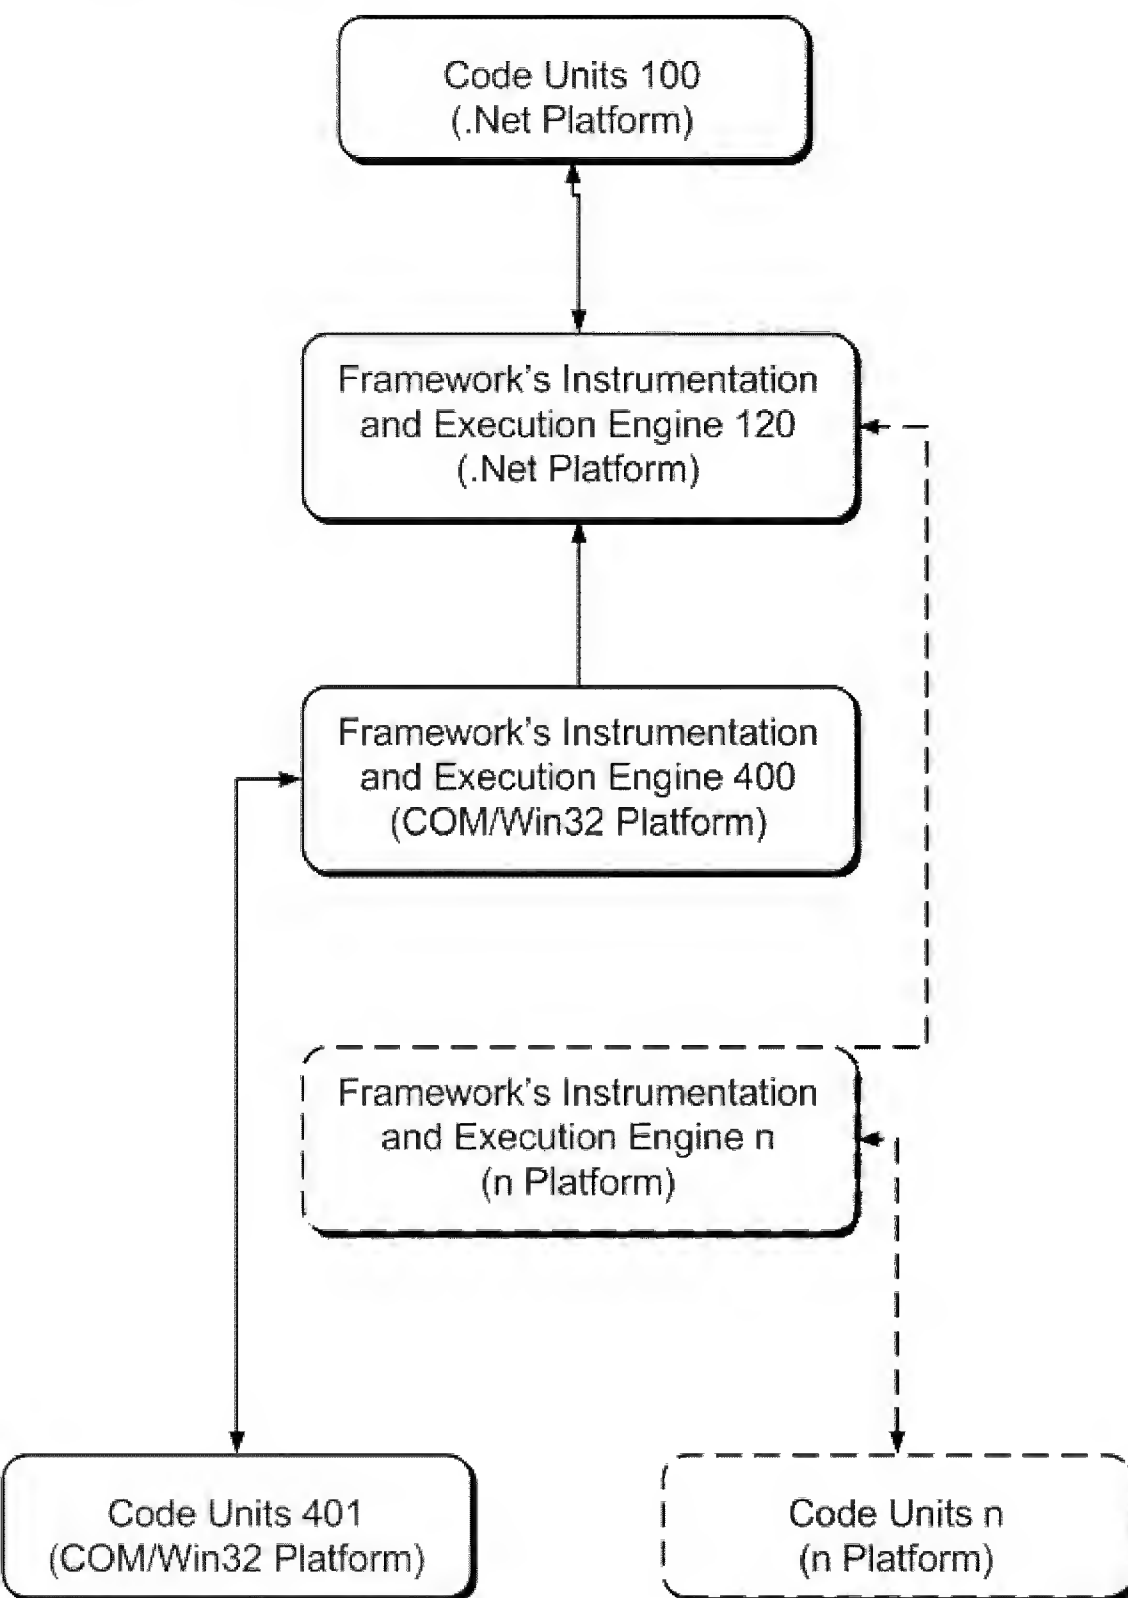 Code Units 100
(.Net Platform)
Framework's Instrumentation
and Execution Engine 120
(.Net Platform)
Framework's Instrumentation
and Execution Engine 400
(COM/Win32 Platform)
Framework's Instrumentation
and Execution Engine n
(n Platform)
Code Units 401
(COM/Win32 Platform)
Code Units n
(n Platform)